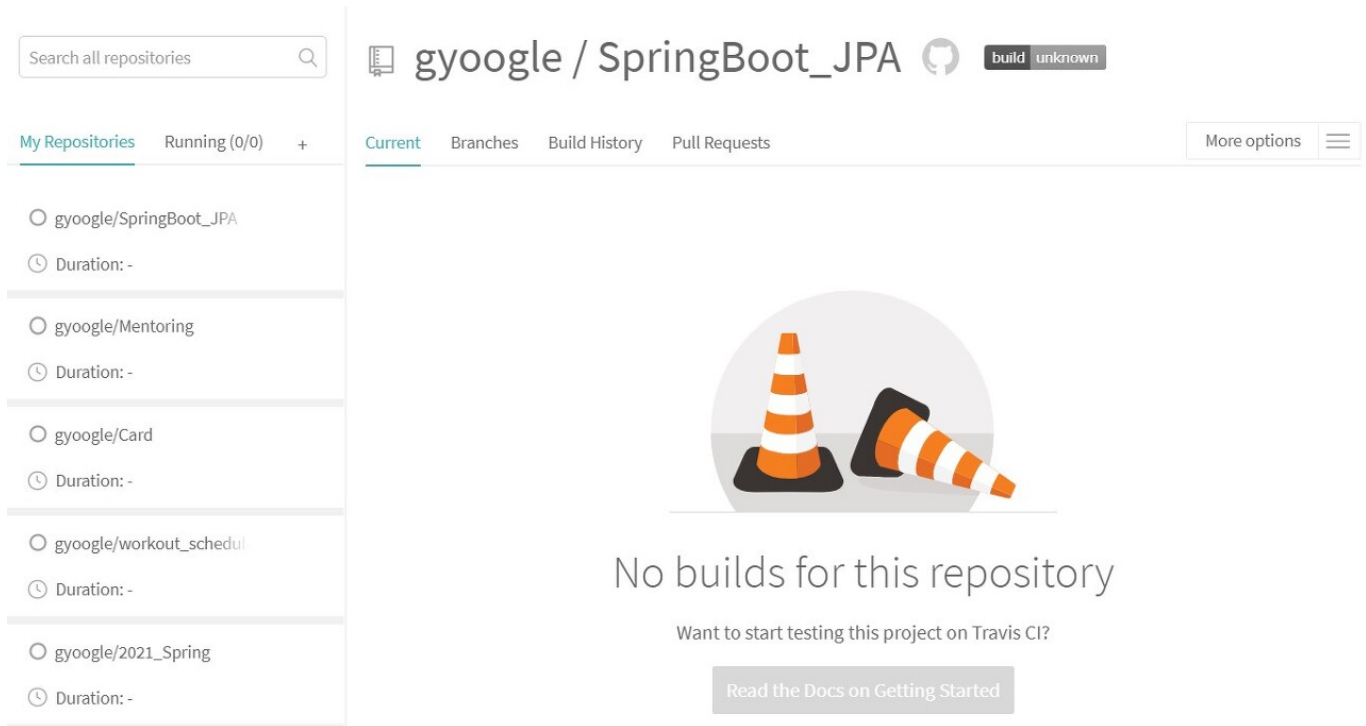 Search all repositories
gyoogle / SpringBoot_JPA build unknown
My Repositories Running (0/0) +
Current Branches Build History Pull Requests More options
gyoogle/SpringBoot_JPA
Duration: -
gyoogle/Mentoring
Duration: -
gyoogle/Card
Duration: -
gyoogle/workout_schedul
Duration: -
gyoogle/2021_Spring
Duration: -
No builds for this repository
Want to start testing this project on Travis CI?
Read the Docs on Getting Started